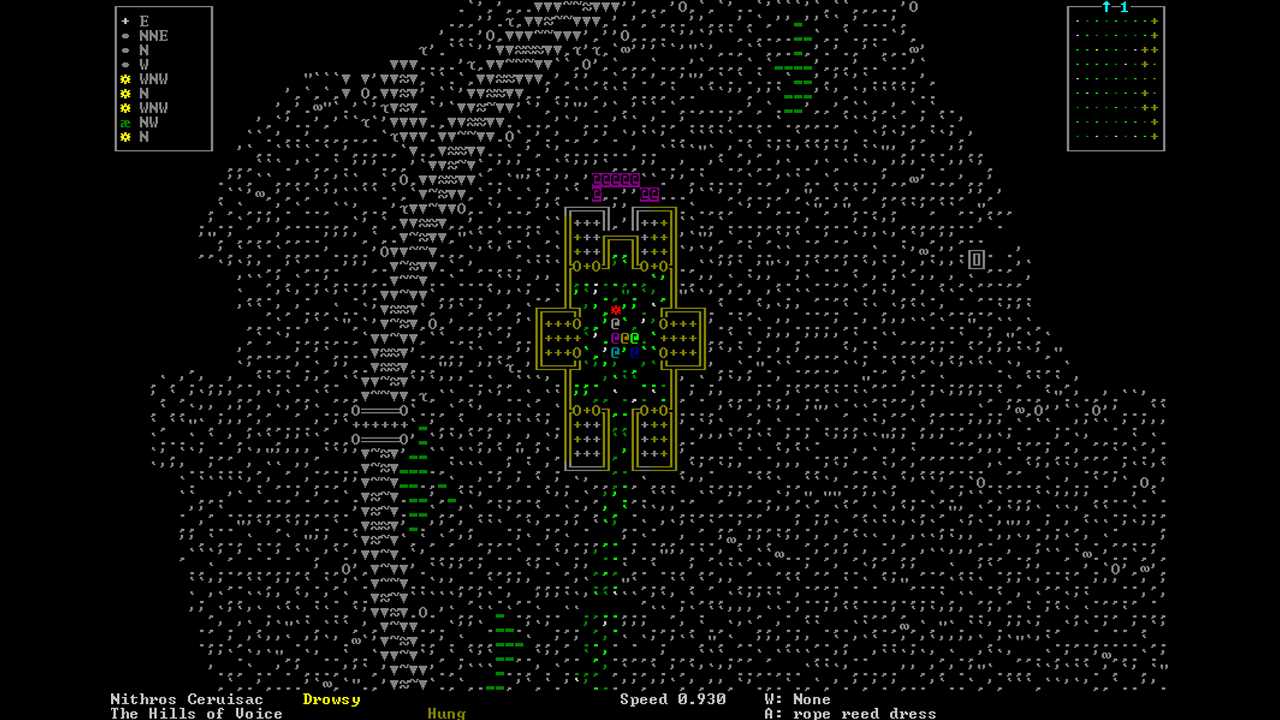 E
NNE
N
W
WNW
N
WNW
NW
N
↑ 1
Nithros Ceruisac Drowsy Speed 0.930 W: None
The Hills of Voice Hung A: rope reed dress